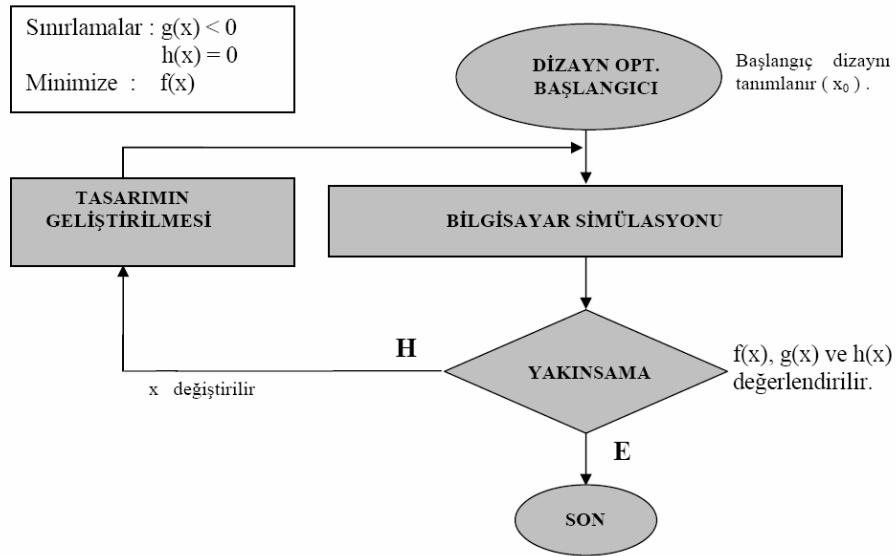 Sınırlamalar : g(x) < 0
h(x) = 0
Minimize : f(x)
DİZAYN OPT.
BAŞLANGICI
Başlangıç dizaynı
tanımlanır ( x₀ ) .
TASARIMIN
GELİŞTİRİLMESİ
BİLGİSAYAR SİMÜLASYONU
H
x değiştirilir
YAKINSAMA
f(x), g(x) ve h(x)
değerlendirilir.
E
SON